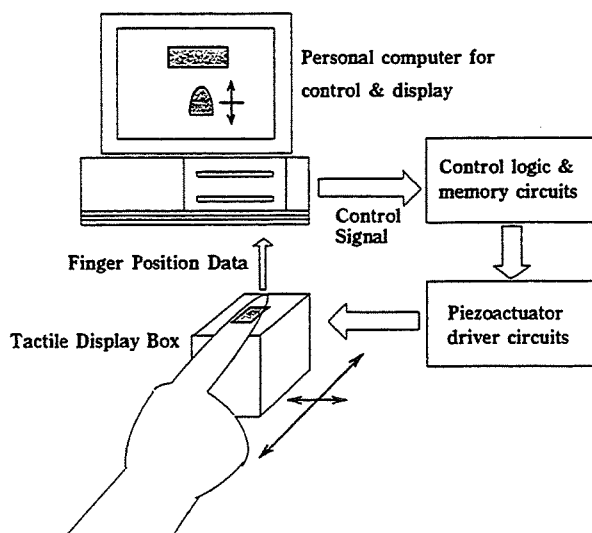 Personal computer for
control & display
Control logic &
memory circuits
Control
Signal
Finger Position Data
Piezoactuator
driver circuits
Tactile Display Box